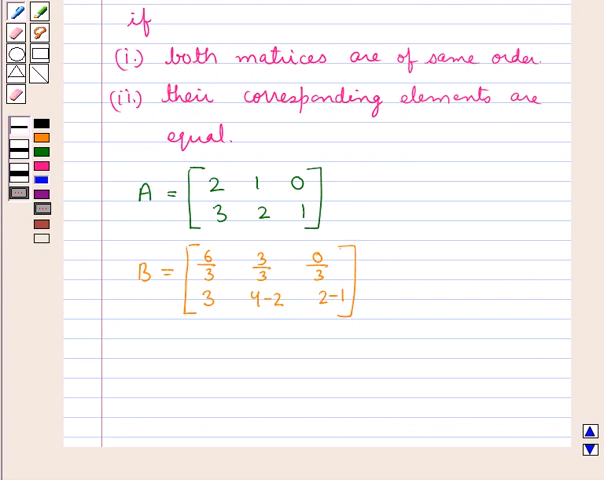 if
(i.) both matrices are of same order.
(ii.) their corresponding elements are
equal.
A = [2 1 0
3 2 1]
B = [6/3 3/3 0/3
3 4-2 2-1]